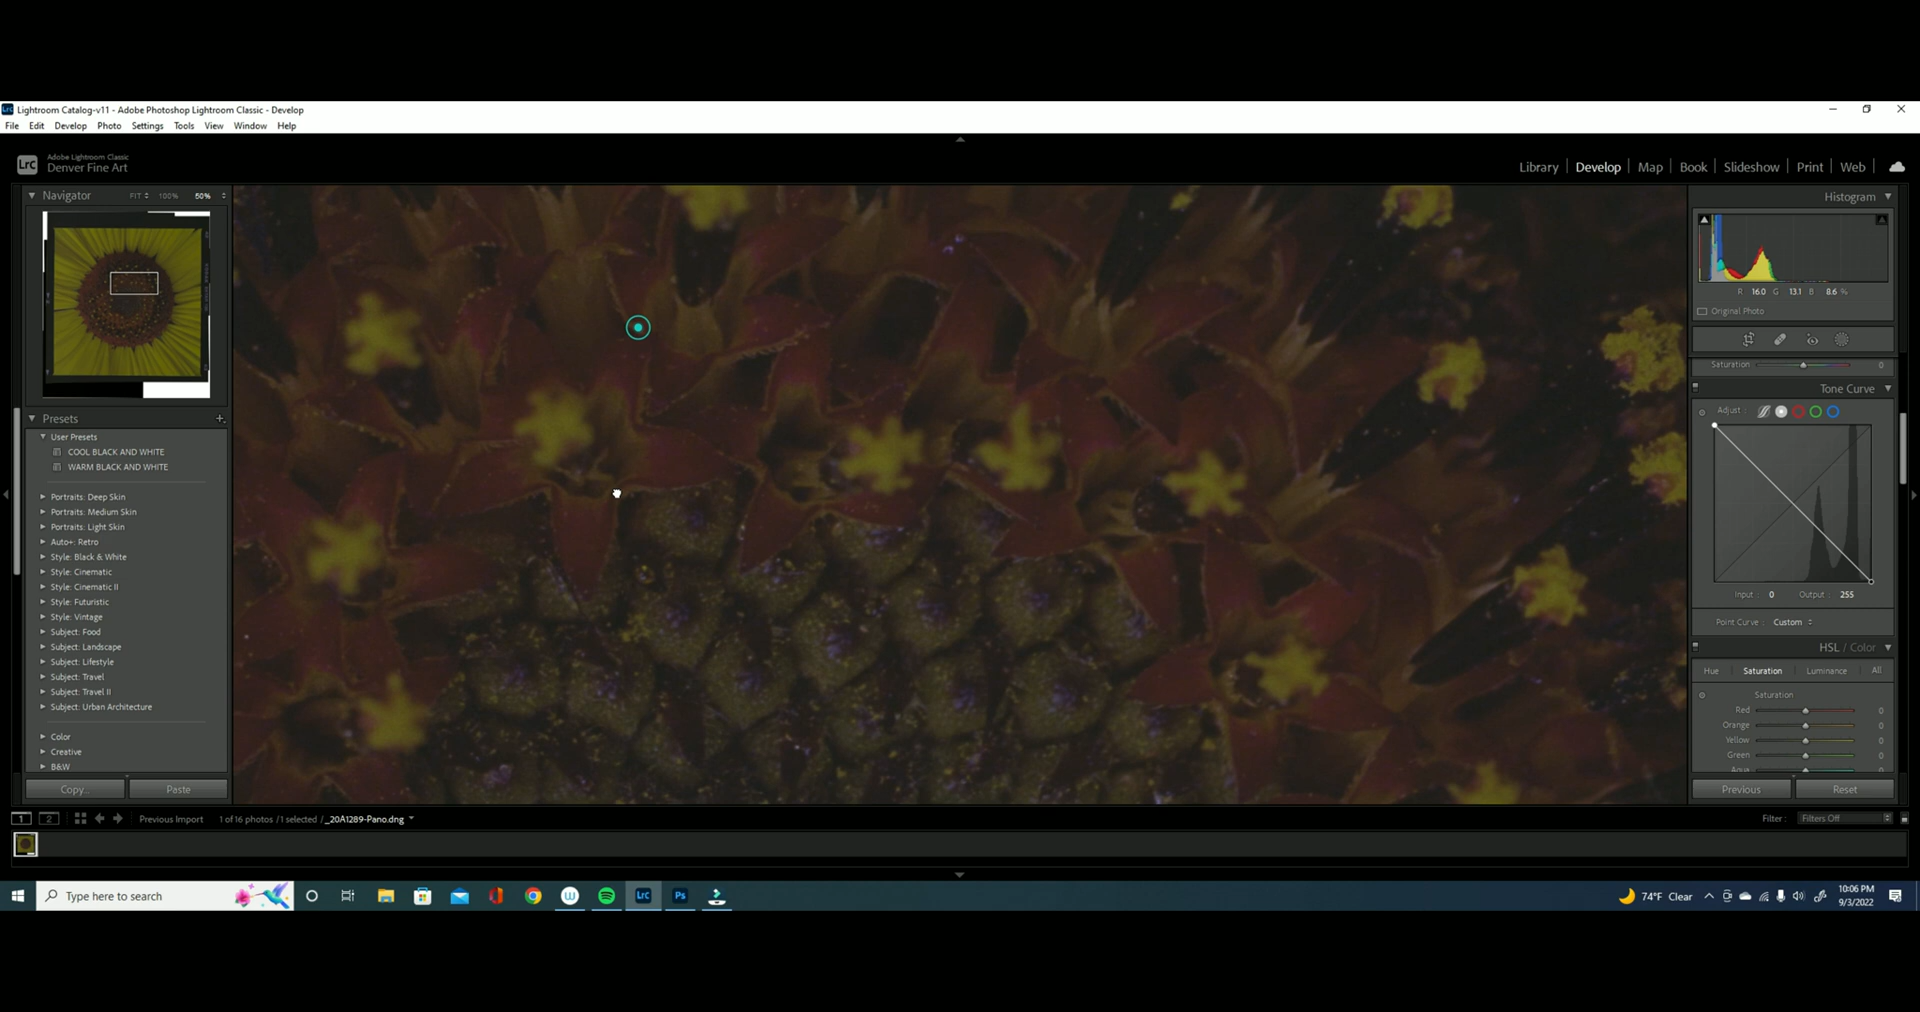 Lightroom Catalog-v11 - Adobe Photoshop Lightroom Classic - Develop
File Edit Develop Photo Settings Tools View Window Help
Lrc
Adobe Lightroom Classic
Denver Fine Art
Library Develop Map Book Slideshow Print Web
Navigator FIT 100% 50%
Presets
User Presets
COOL BLACK AND WHITE
WARM BLACK AND WHITE
Portraits: Deep Skin
Portraits: Medium Skin
Portraits: Light Skin
Auto+: Retro
Style: Black & White
Style: Cinematic
Style: Cinematic II
Style: Futuristic
Style: Vintage
Subject: Food
Subject: Landscape
Subject: Lifestyle
Subject: Travel
Subject: Travel II
Subject: Urban Architecture
Color
Creative
B&W
Copy... Paste
Histogram
R 16.0 G 13.1 B 8.6 %
Original Photo
Saturation 0
Tone Curve
Adjust :
Input : 0 Output : 255
Point Curve : Custom
HSL / Color
Hue Saturation Luminance All
Saturation
Red 0
Orange 0
Yellow 0
Green 0
Aqua 0
Previous Reset
1 2 Previous Import 1 of 16 photos / 1 selected / _20A1289-Pano.dng Filter : Filters Off
Type here to search
Lrc Ps
74°F Clear
10:06 PM
9/3/2022